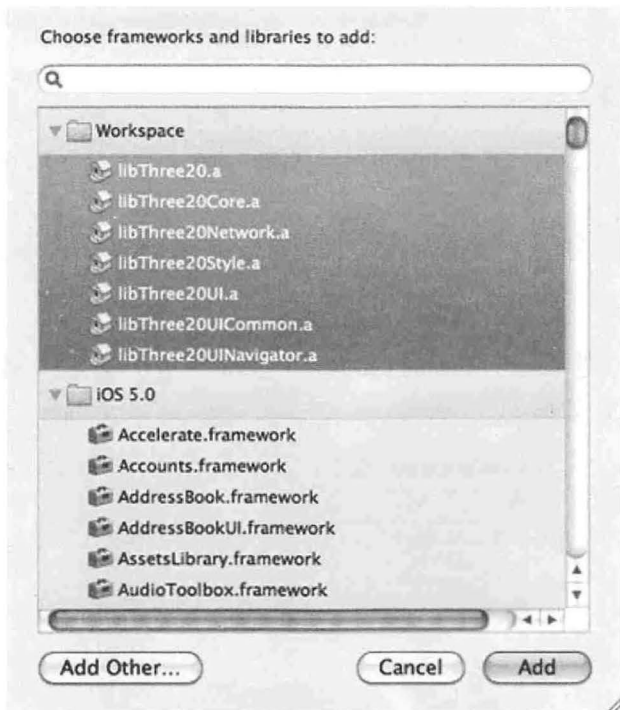 Choose frameworks and libraries to add:
Workspace
libThree20.a
libThree20Core.a
libThree20Network.a
libThree20Style.a
libThree20UI.a
libThree20UICommon.a
libThree20UINavigator.a
iOS 5.0
Accelerate.framework
Accounts.framework
AddressBook.framework
AddressBookUI.framework
AssetsLibrary.framework
AudioToolbox.framework
Add Other... Cancel Add